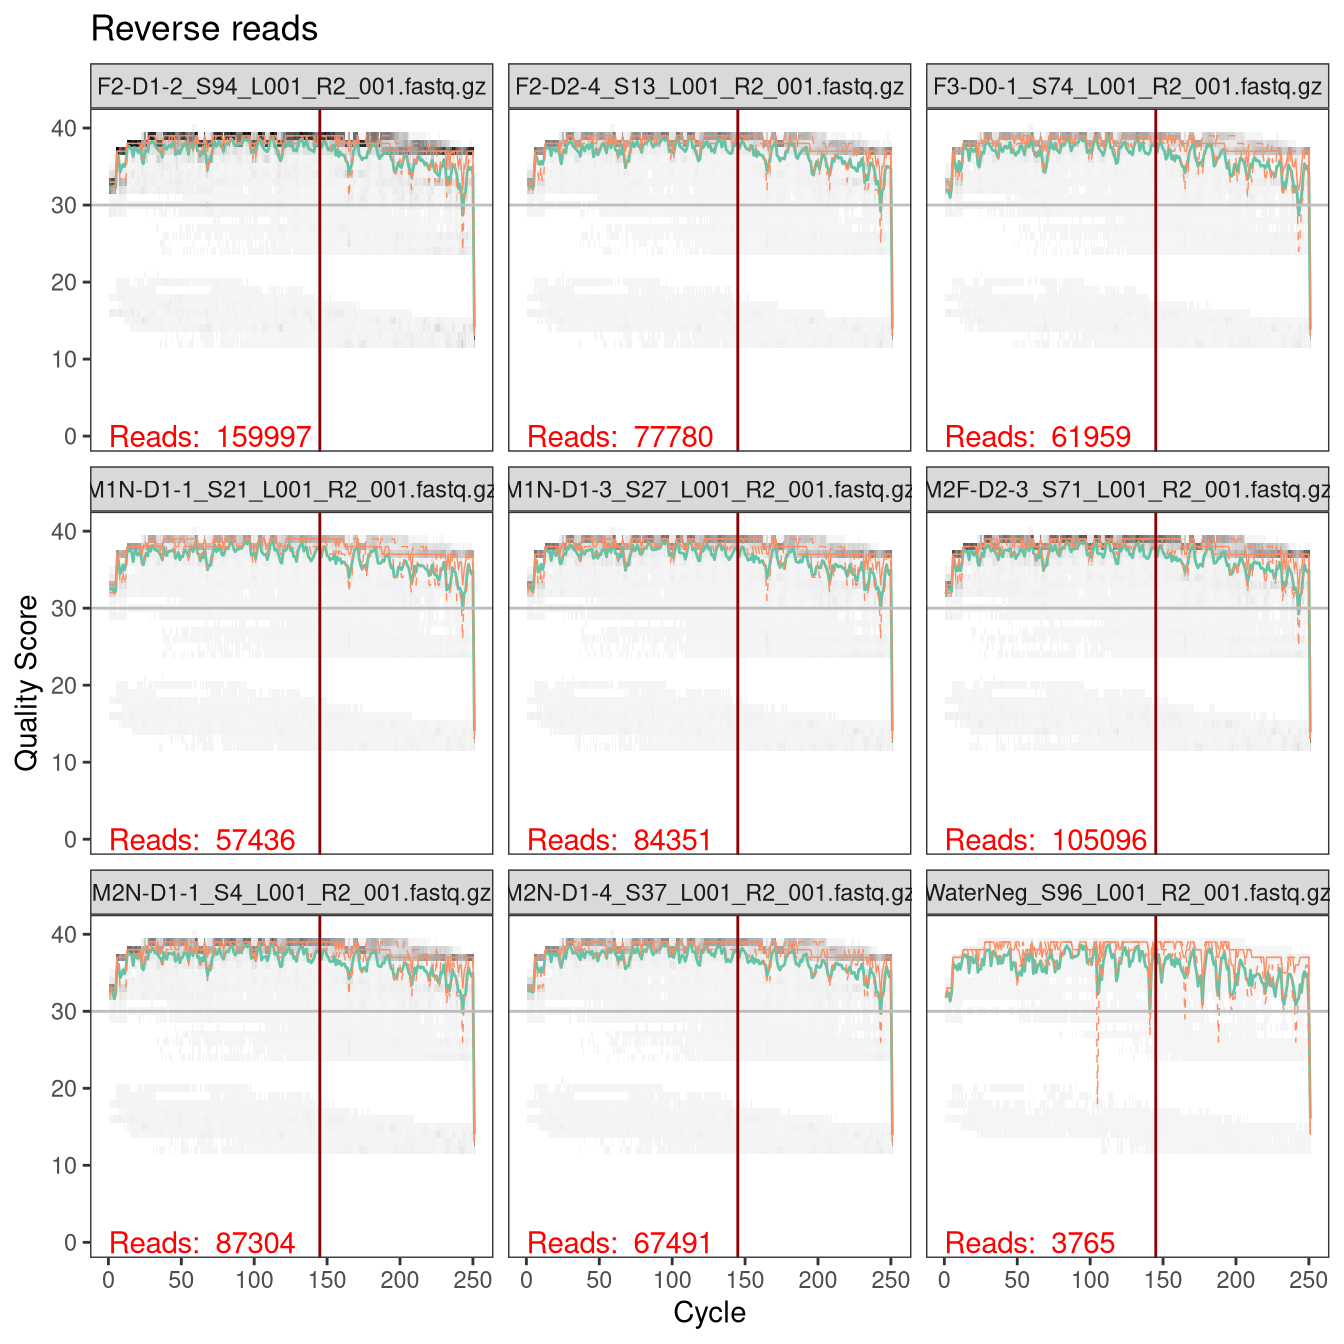 Reverse reads
F2-D1-2_S94_L001_R2_001.fastq.gz F2-D2-4_S13_L001_R2_001.fastq.gz F3-D0-1_S74_L001_R2_001.fastq.gz
40
30
20
10
0
Reads: 159997 Reads: 77780 Reads: 61959
M1N-D1-1_S21_L001_R2_001.fastq.gz M1N-D1-3_S27_L001_R2_001.fastq.gz M2F-D2-3_S71_L001_R2_001.fastq.gz
40
30
20
10
0
Quality Score
Reads: 57436 Reads: 84351 Reads: 105096
M2N-D1-1_S4_L001_R2_001.fastq.gz M2N-D1-4_S37_L001_R2_001.fastq.gz WaterNeg_S96_L001_R2_001.fastq.gz
40
30
20
10
0
Reads: 87304 Reads: 67491 Reads: 3765
0 50 100 150 200 250 0 50 100 150 200 250 0 50 100 150 200 250
Cycle